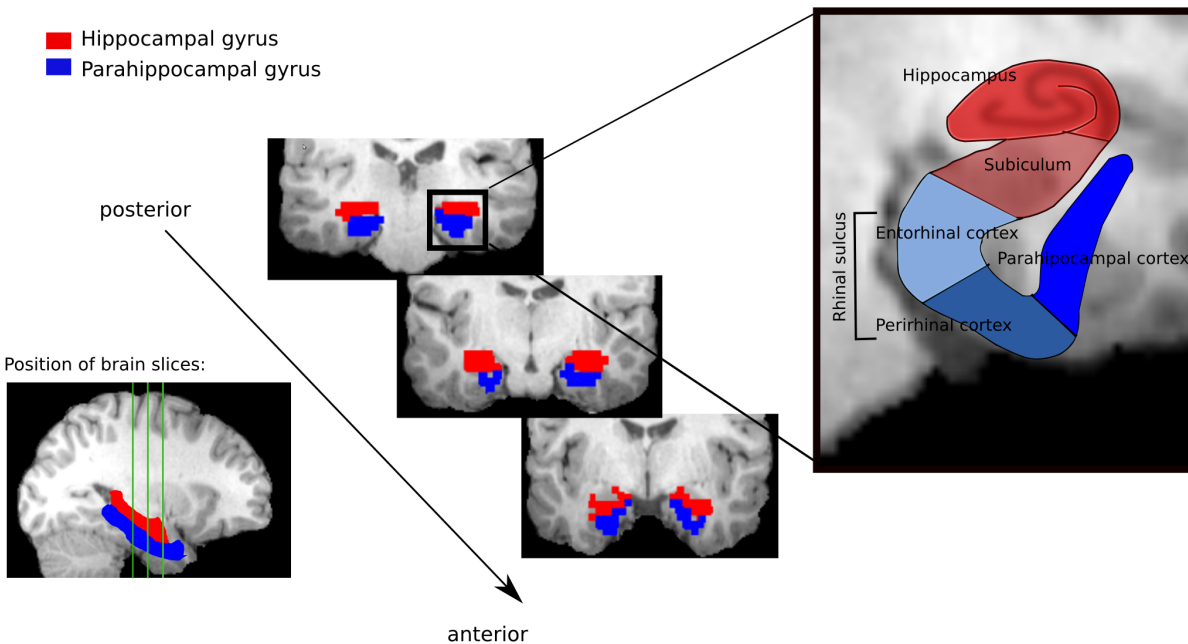 Hippocampal gyrus
Parahippocampal gyrus
posterior
Position of brain slices:
anterior
Hippocampus
Subiculum
Rhinal sulcus
Entorhinal cortex
Parahipocampal cortex
Perirhinal cortex